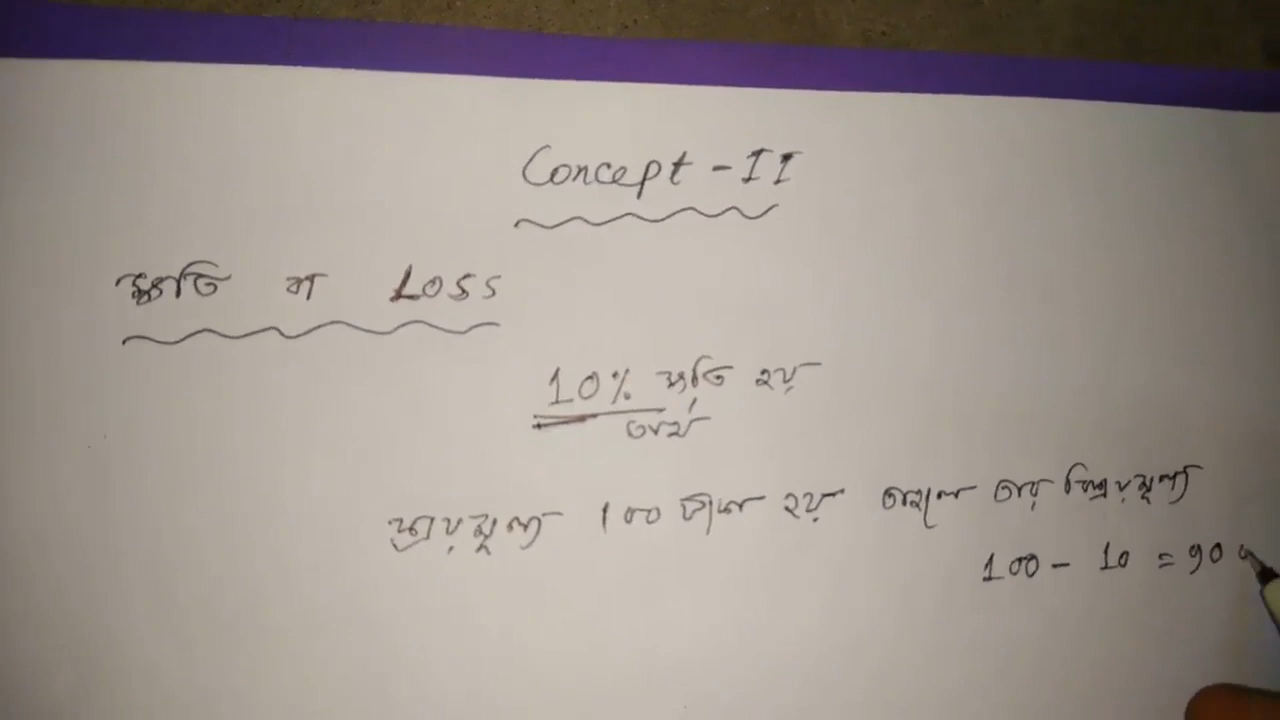 Concept - II
ক্ষতি বা Loss
10% ক্ষতি হয়
অর্থ
ক্রয়মূল্য 100 টাকা হয় তাহলে তার বিক্রয়মূল্য
100 - 10 = 90